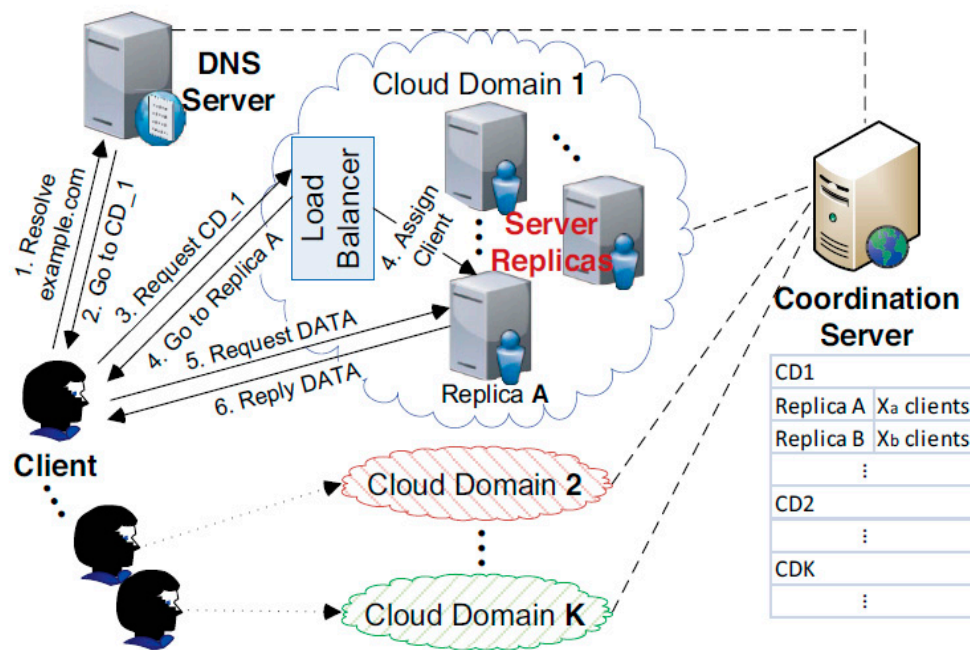 DNS
Server
Cloud Domain 1
Load
Balancer
4. Assign
Client
Server
Replicas
1. Resolve
example.com
2. Go to CD_1
3. Request CD_1
4. Go to Replica A
5. Request DATA
6. Reply DATA
Replica A
Client
Cloud Domain 2
Cloud Domain K
Coordination
Server
CD1
Replica A Xa clients
Replica B Xb clients
⋮
CD2
⋮
CDK
⋮